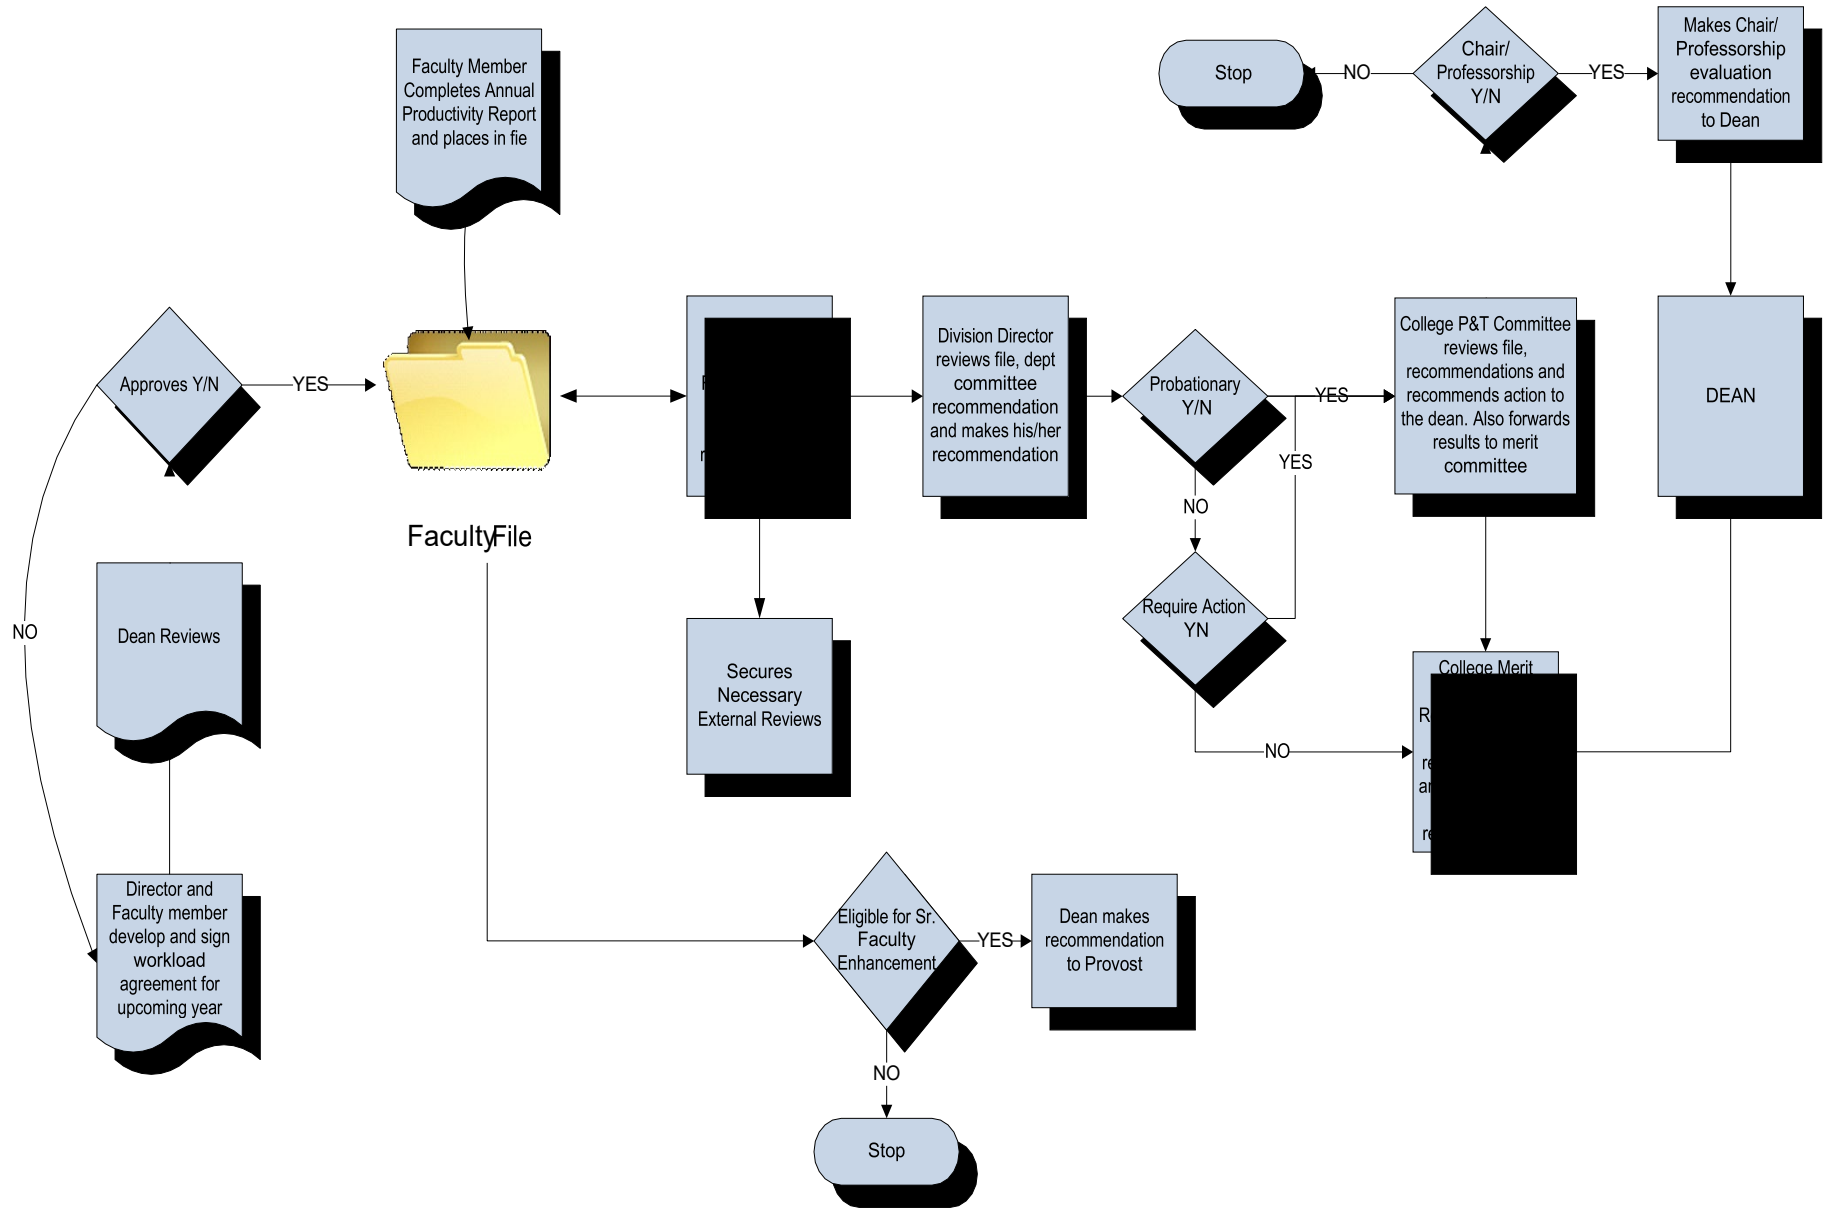 Faculty Member
Completes Annual
Productivity Report
and places in fie
Stop
NO
Chair/
Professorship
Y/N
YES
Makes Chair/
Professorship
evaluation
recommendation
to Dean
Approves Y/N
YES
NO
Faculty File
Division Director
reviews file, dept
committee
recommendation
and makes his/her
recommendation
Probationary
Y/N
YES
YES
NO
College P&T Committee
reviews file,
recommendations and
recommends action to
the dean. Also forwards
results to merit
committee
DEAN
Require Action
YN
NO
College Merit
Dean Reviews
Secures
Necessary
External Reviews
Director and
Faculty member
develop and sign
workload
agreement for
upcoming year
Eligible for Sr.
Faculty
Enhancement
YES
Dean makes
recommendation
to Provost
NO
Stop